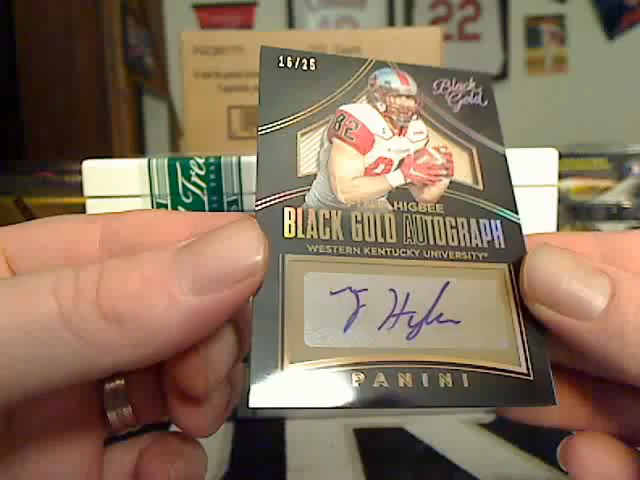 22
16/25
Black
Gold
82
HIGBEE
BLACK GOLD AUTOGRAPH
WESTERN KENTUCKY UNIVERSITY
PANINI